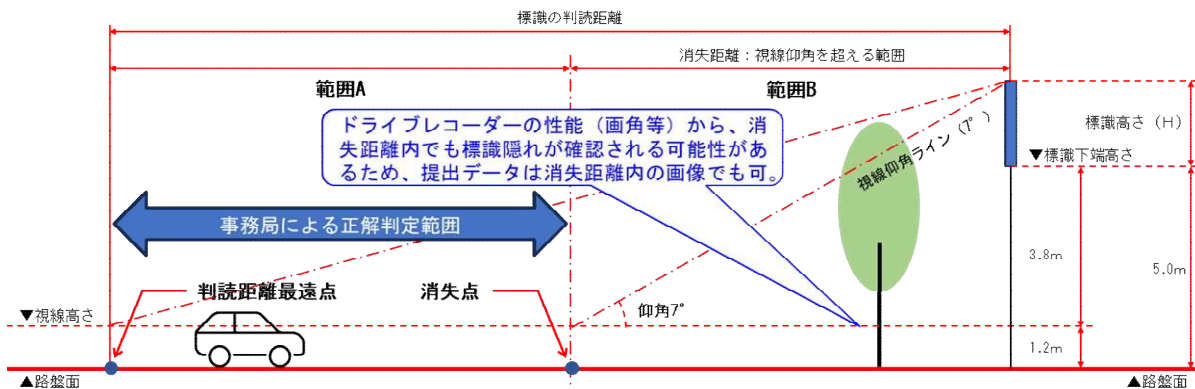 標識の判読距離
消失距離：視線仰角を超える範囲
範囲A
範囲B
ドライブレコーダーの性能（画角等）から、消
失距離内でも標識隠れが確認される可能性があ
るため、提出データは消失距離内の画像でも可。
視線仰角ライン（7°）
標識高さ（H）
▼標識下端高さ
事務局による正解判定範囲
3.8m
5.0m
判読距離最遠点
消失点
仰角7°
▼視線高さ
1.2m
▲路盤面
▲路盤面